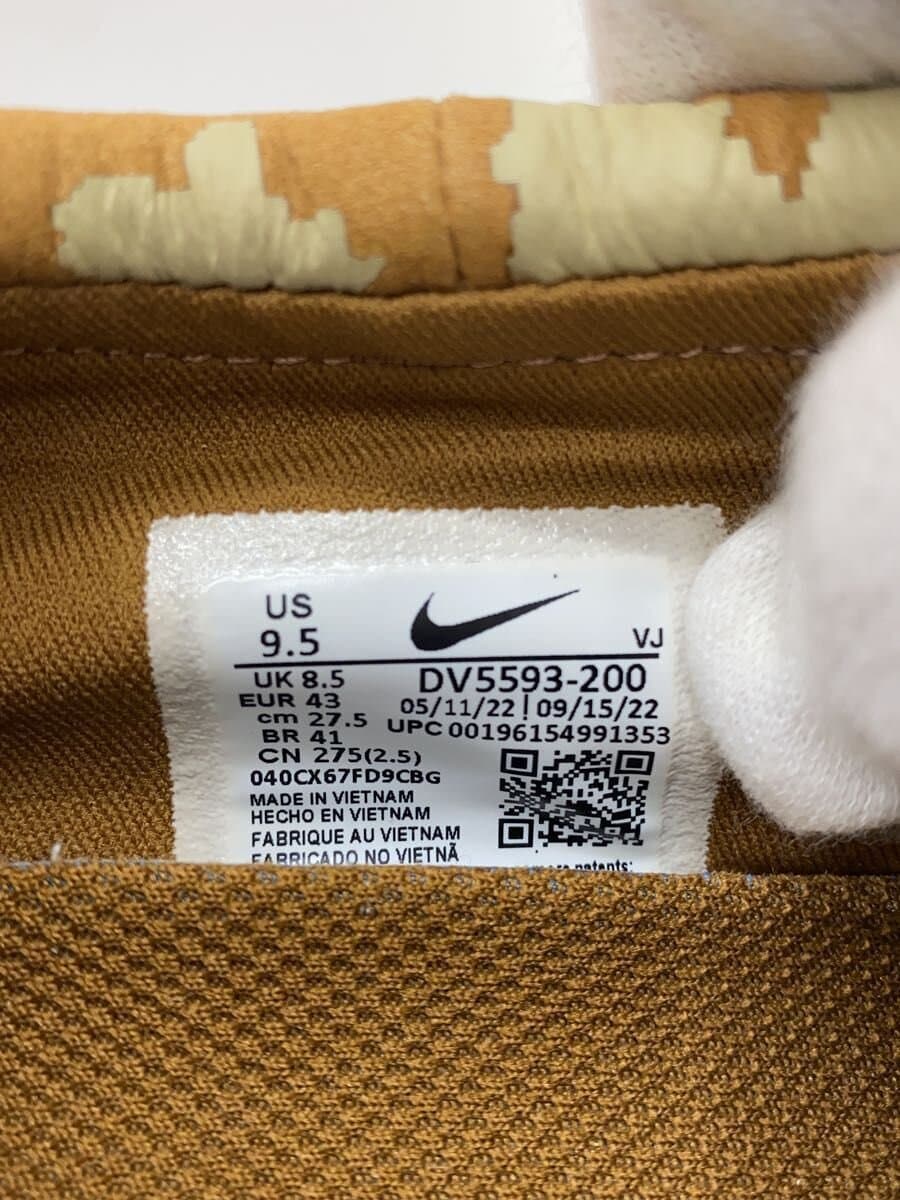 US
9.5
VJ
UK 8.5
EUR 43
cm 27.5
BR 41
CN 275(2.5)
040CX67FD9CBG
MADE IN VIETNAM
HECHO EN VIETNAM
FABRIQUE AU VIETNAM
FABRICADO NO VIETNÃ
DV5593-200
05/11/22 | 09/15/22
UPC 00196154991353
patents: